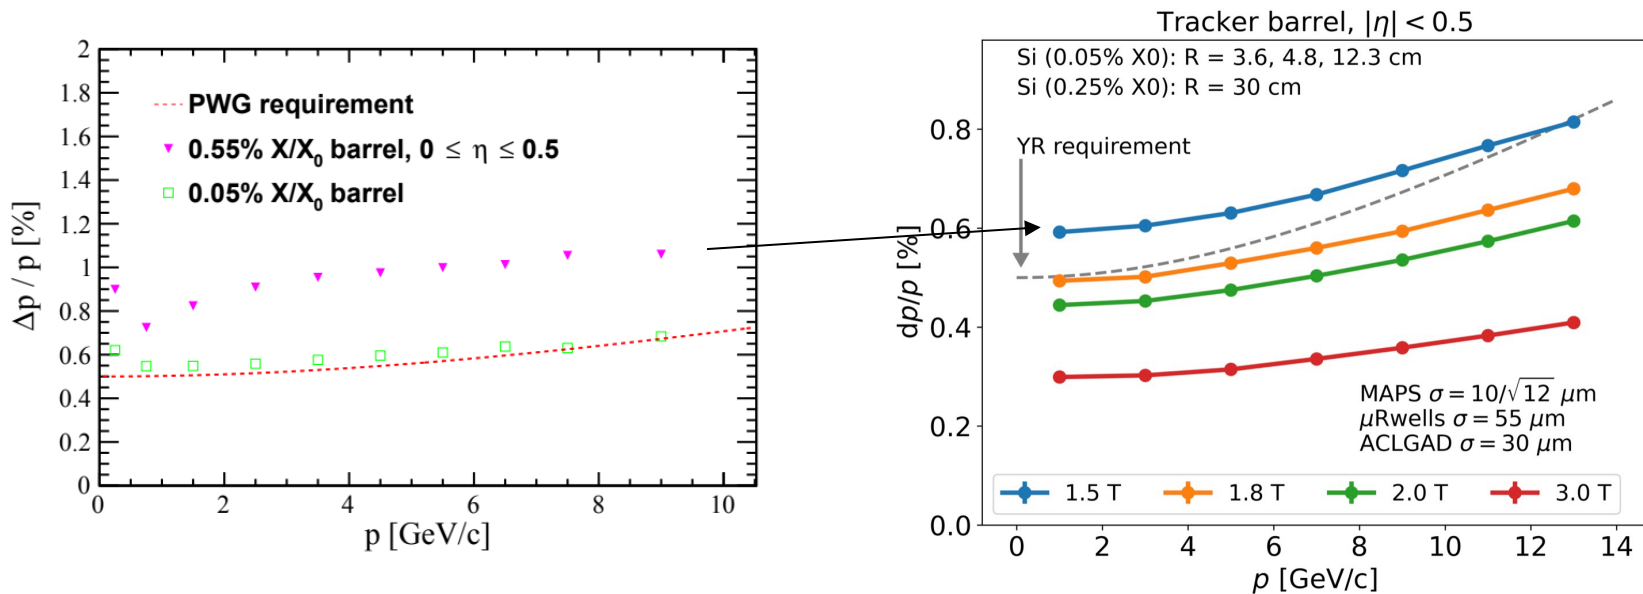 2
1.8
1.6
1.4
1.2
1
0.8
0.6
0.4
0.2
0
Δp / p [%]
PWG requirement
0.55% X/X₀ barrel, 0 ≤ η ≤ 0.5
0.05% X/X₀ barrel
0 2 4 6 8 10
p [GeV/c]
Tracker barrel, |η| < 0.5
Si (0.05% X0): R = 3.6, 4.8, 12.3 cm
Si (0.25% X0): R = 30 cm
YR requirement
0.8
0.6
0.4
0.2
0.0
dp/p [%]
MAPS σ = 10/√12 μm
μRwells σ = 55 μm
ACLGAD σ = 30 μm
1.5 T 1.8 T 2.0 T 3.0 T
0 2 4 6 8 10 12 14
p [GeV/c]